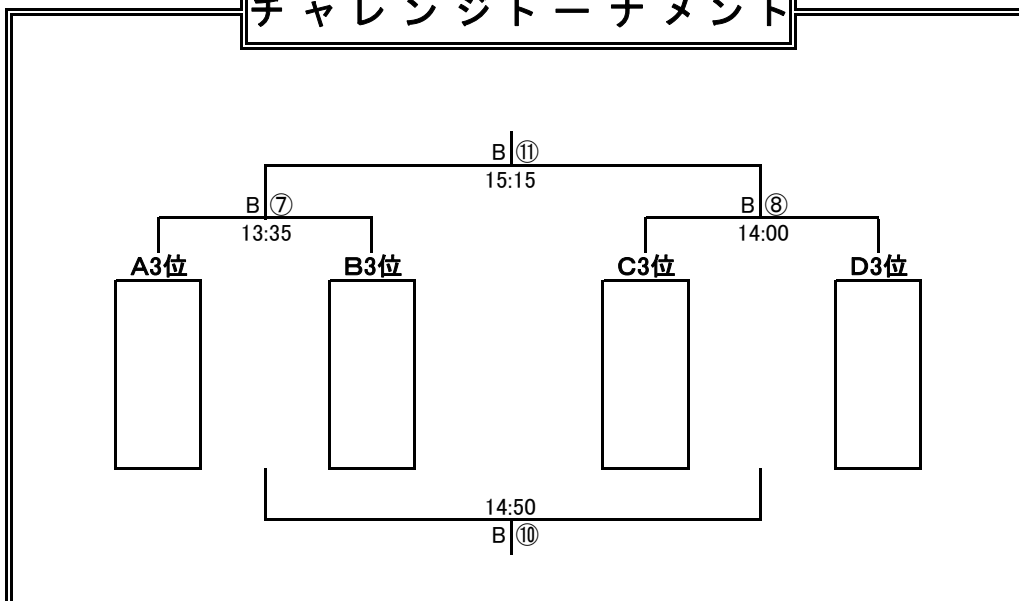 チャレンジトーナメント
B ⑪
15:15
B ⑦
B ⑧
13:35
14:00
A3位
B3位
C3位
D3位
14:50
B ⑩